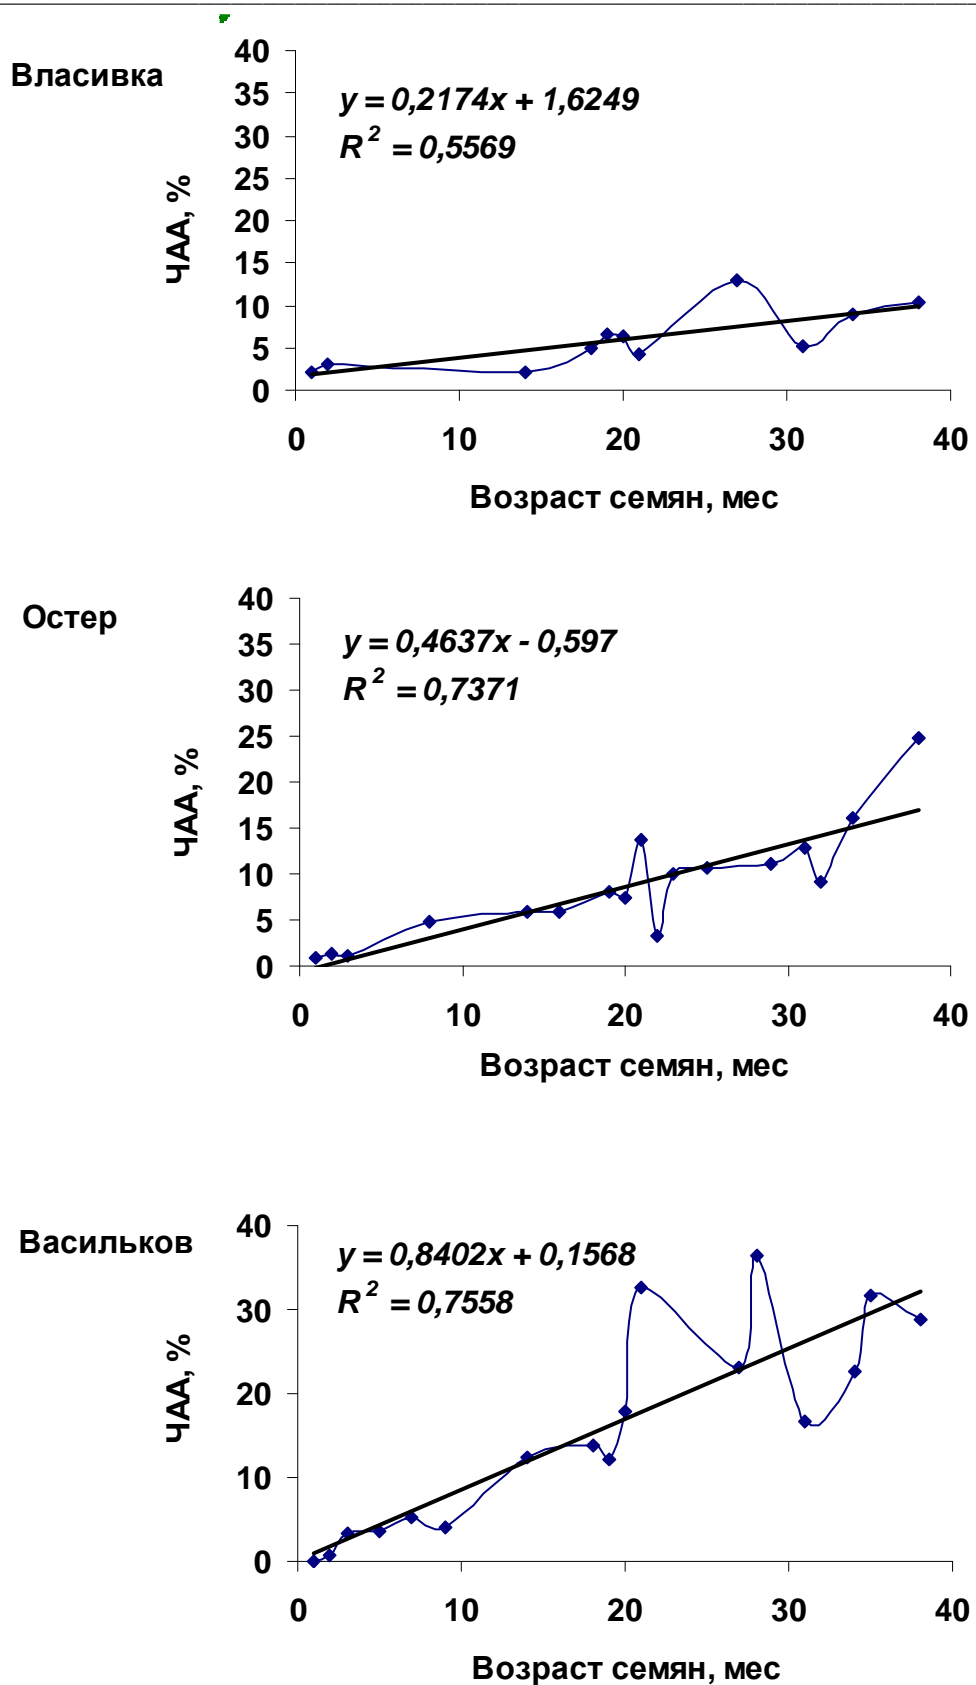 Власивка
y = 0,2174x + 1,6249
R² = 0,5569
ЧАА, %
40
35
30
25
20
15
10
5
0
0 10 20 30 40
Возраст семян, мес
Остер
y = 0,4637x - 0,597
R² = 0,7371
ЧАА, %
40
35
30
25
20
15
10
5
0
0 10 20 30 40
Возраст семян, мес
Васильков
y = 0,8402x + 0,1568
R² = 0,7558
ЧАА, %
40
30
20
10
0
0 10 20 30 40
Возраст семян, мес